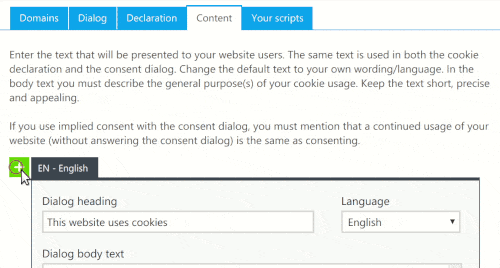 Domains Dialog Declaration Content Your scripts
Enter the text that will be presented to your website users. The same text is used in both the cookie
declaration and the consent dialog. Change the default text to your own wording/language. In the
body text you must describe the general purpose(s) of your cookie usage. Keep the text short, precise
and appealing.
If you use implied consent with the consent dialog, you must mention that a continued usage of your
website (without answering the consent dialog) is the same as consenting.
EN - English
Dialog heading Language
This website uses cookies English
Dialog body text